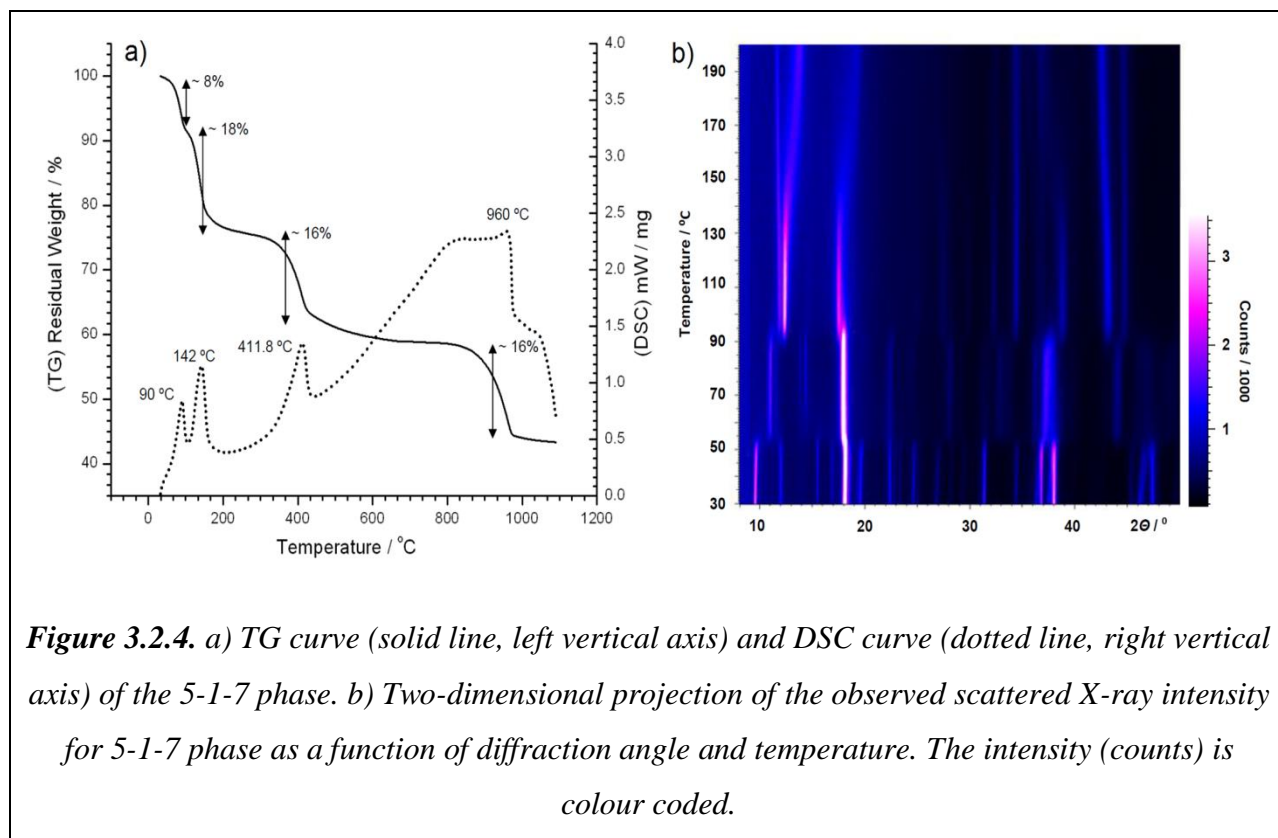 a)
4.0
100
~ 8%
3.5
~ 18%
90
3.0
(TG) Residual Weight / %
80
960 ºC
2.5
~ 16%
70
2.0
(DSC) mW / mg
411.8 ºC
60
142 ºC
~ 16%
1.5
90 ºC
50
1.0
40
0.5
0.0
0 200 400 600 800 1000 1200
Temperature / °C
b)
190
170
150
130
110
90
70
50
30
Temperature / ºC
10 20 30 40 2Θ / º
3
2
1
Counts / 1000
Figure 3.2.4. a) TG curve (solid line, left vertical axis) and DSC curve (dotted line, right vertical
axis) of the 5-1-7 phase. b) Two-dimensional projection of the observed scattered X-ray intensity
for 5-1-7 phase as a function of diffraction angle and temperature. The intensity (counts) is
colour coded.